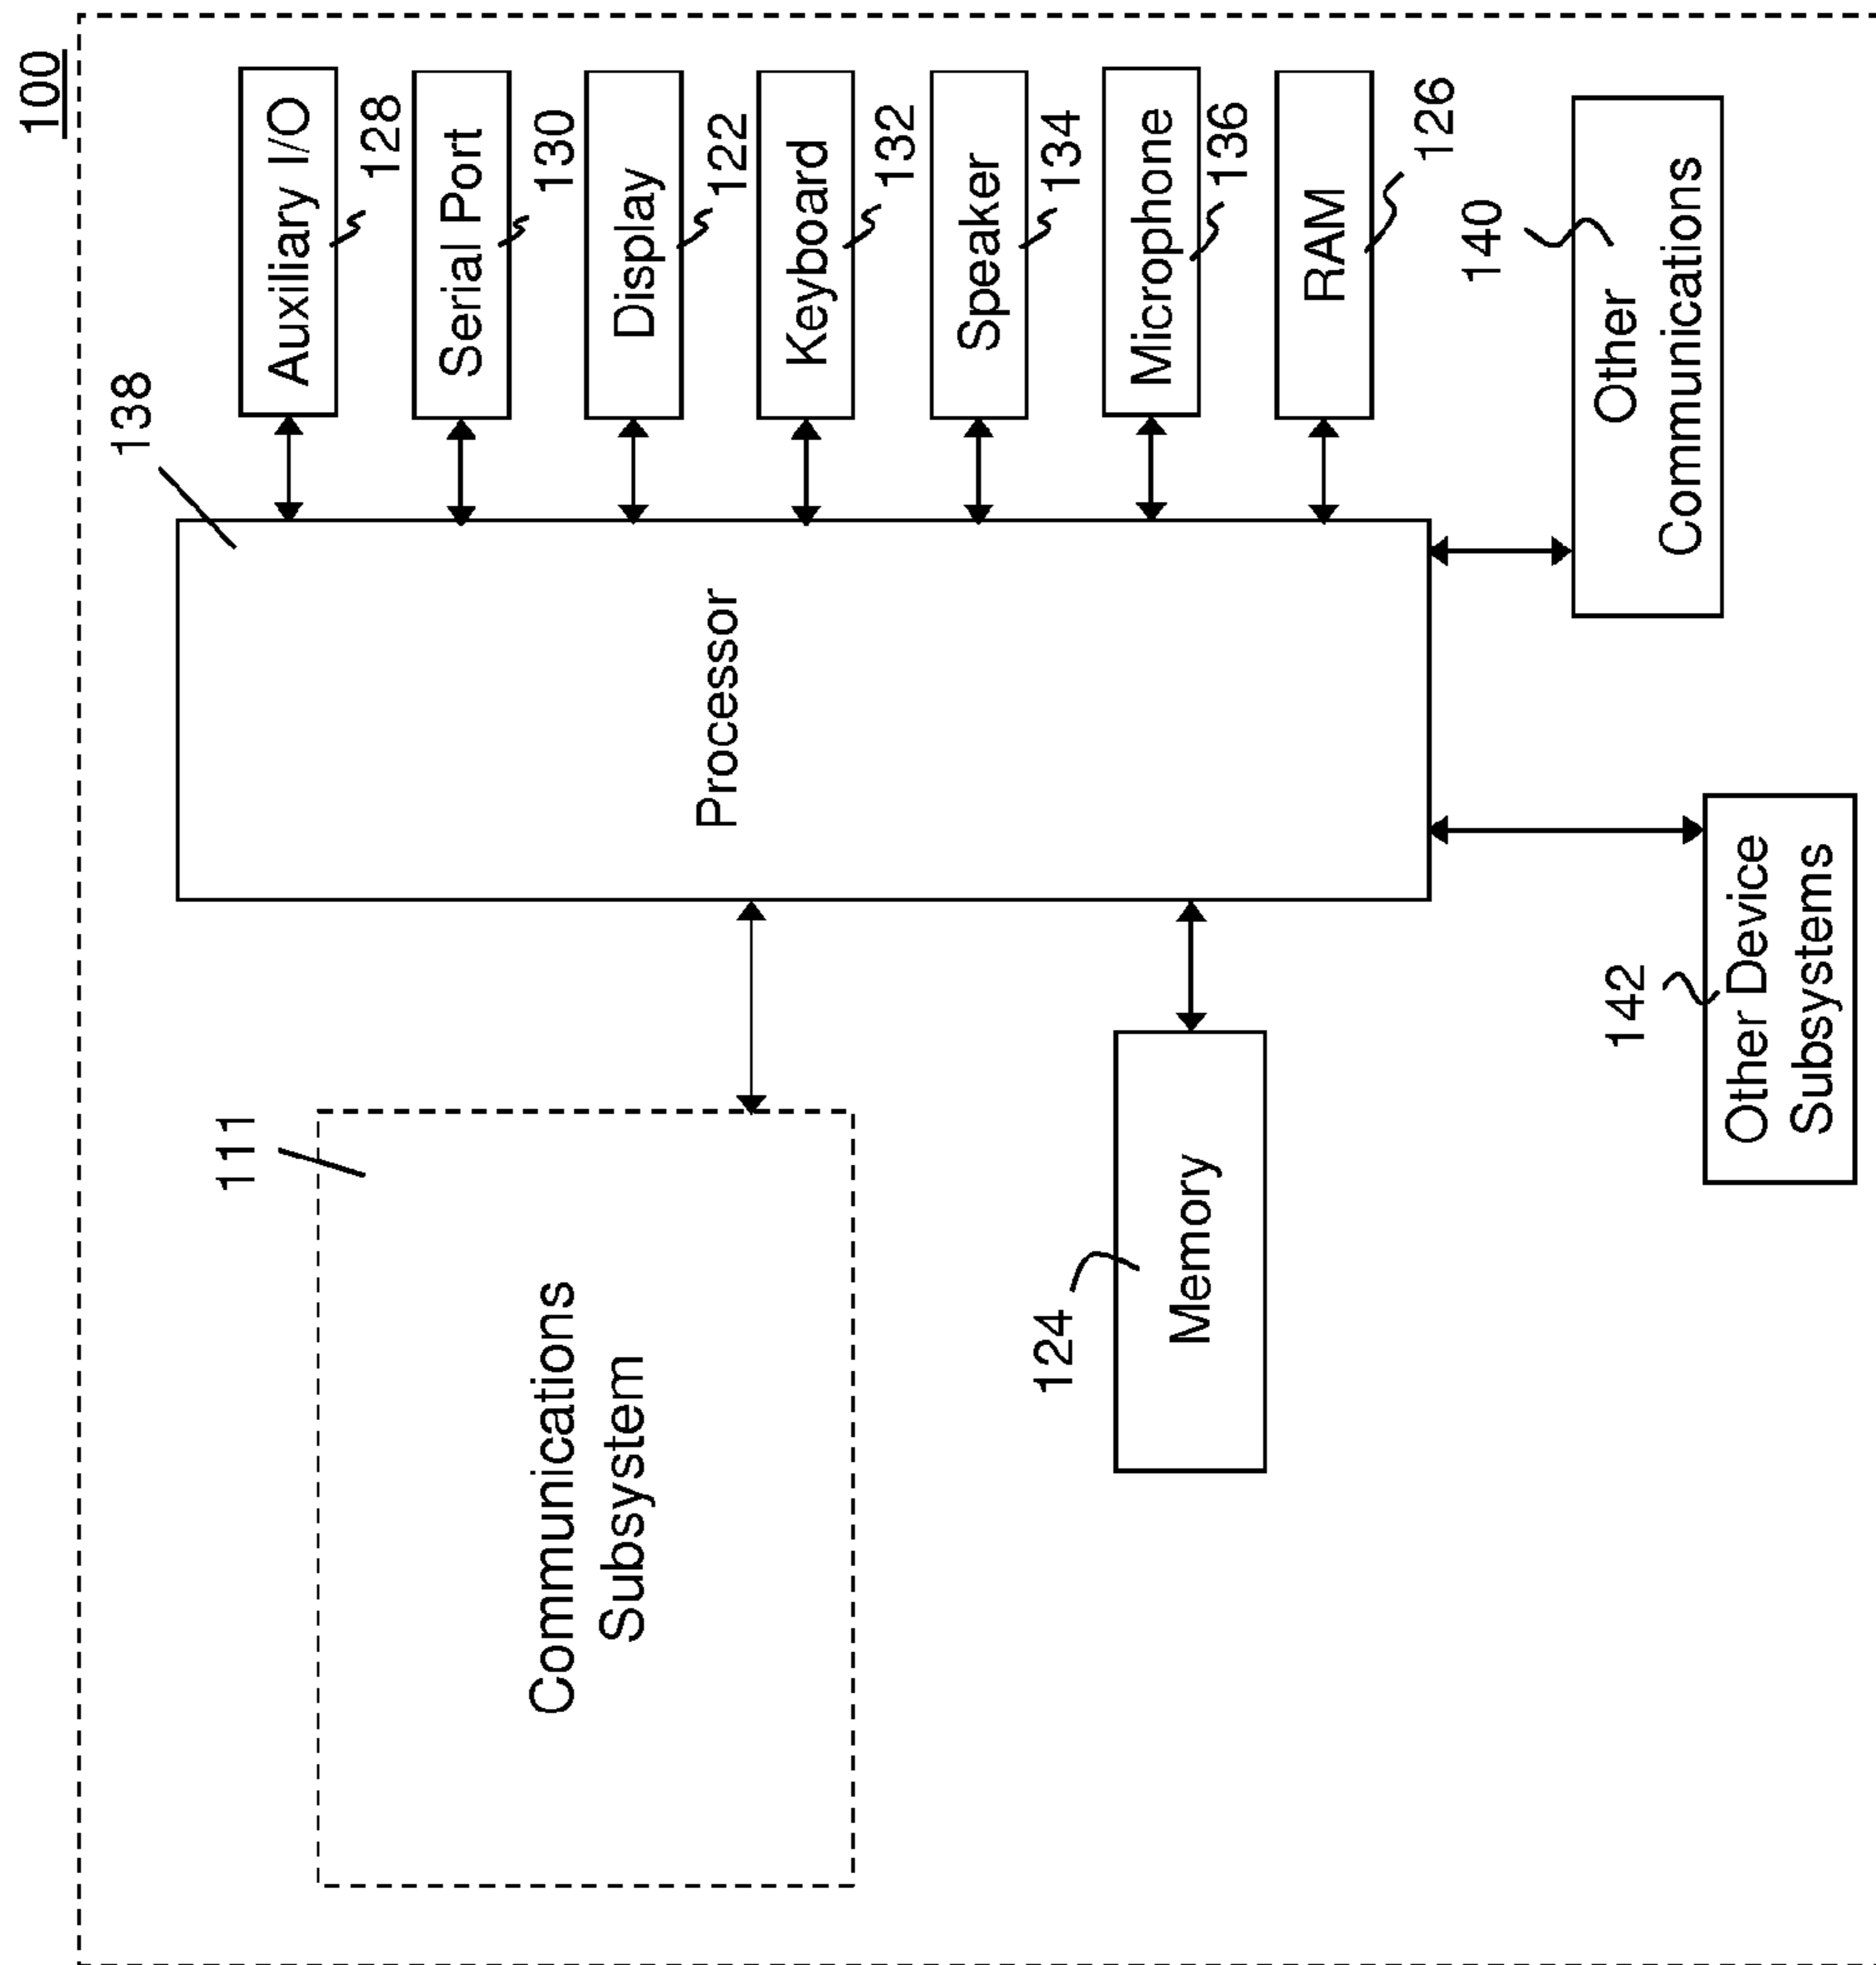 100
138
Auxiliary I/O
128
Serial Port
130
Display
122
Keyboard
132
Speaker
134
Microphone
136
RAM
126
Processor
111
Communications
Subsystem
124
Memory
140
Other
Communications
142
Other Device
Subsystems